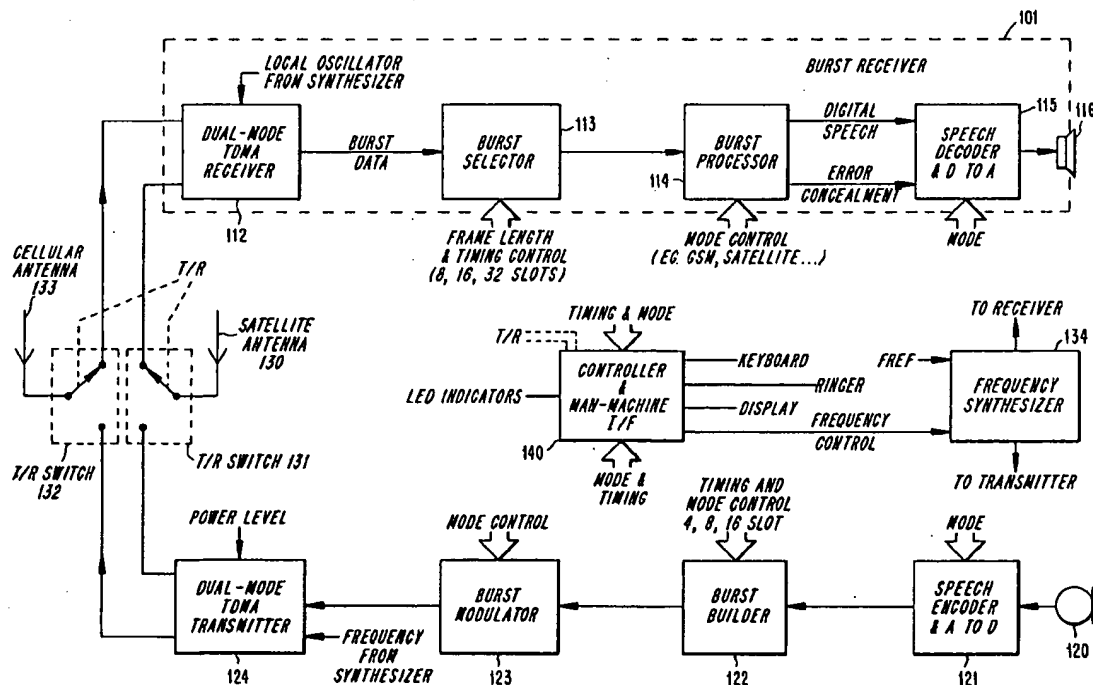 101
LOCAL OSCILLATOR
FROM SYNTHESIZER
BURST RECEIVER
DUAL-MODE
TDMA
RECEIVER
112
BURST
DATA
BURST
SELECTOR
113
BURST
PROCESSOR
114
DIGITAL
SPEECH
ERROR
CONCEALMENT
SPEECH
DECODER
& D TO A
115
116
FRAME LENGTH
& TIMING CONTROL
(8, 16, 32 SLOTS)
MODE CONTROL
(EG. GSM, SATELLITE...)
MODE
CELLULAR
ANTENNA
133
T/R
SATELLITE
ANTENNA
130
T/R SWITCH
132
T/R SWITCH 131
TIMING & MODE
T/R
LED INDICATORS
CONTROLLER
&
MAN-MACHINE
I/F
140
KEYBOARD
RINGER
DISPLAY
FREQUENCY
CONTROL
MODE &
TIMING
TO RECEIVER
134
FREF
FREQUENCY
SYNTHESIZER
TO TRANSMITTER
POWER LEVEL
DUAL-MODE
TDMA
TRANSMITTER
124
FREQUENCY
FROM
SYNTHESIZER
MODE CONTROL
BURST
MODULATOR
123
TIMING AND
MODE CONTROL
4, 8, 16 SLOT
BURST
BUILDER
122
MODE
SPEECH
ENCODER
& A TO D
121
120